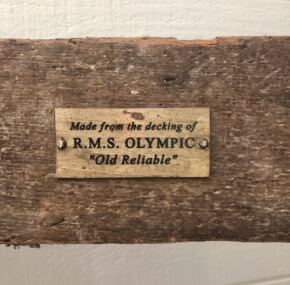 Made from the decking of
R.M.S. OLYMPIC
"Old Reliable"